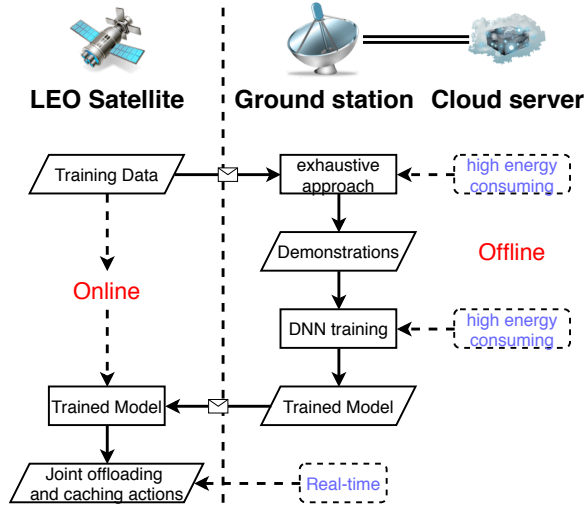 LEO Satellite
Ground station
Cloud server
Training Data
exhaustive
approach
high energy
consuming
Demonstrations
Offline
Online
DNN training
high energy
consuming
Trained Model
Trained Model
Joint offloading
and caching actions
Real-time